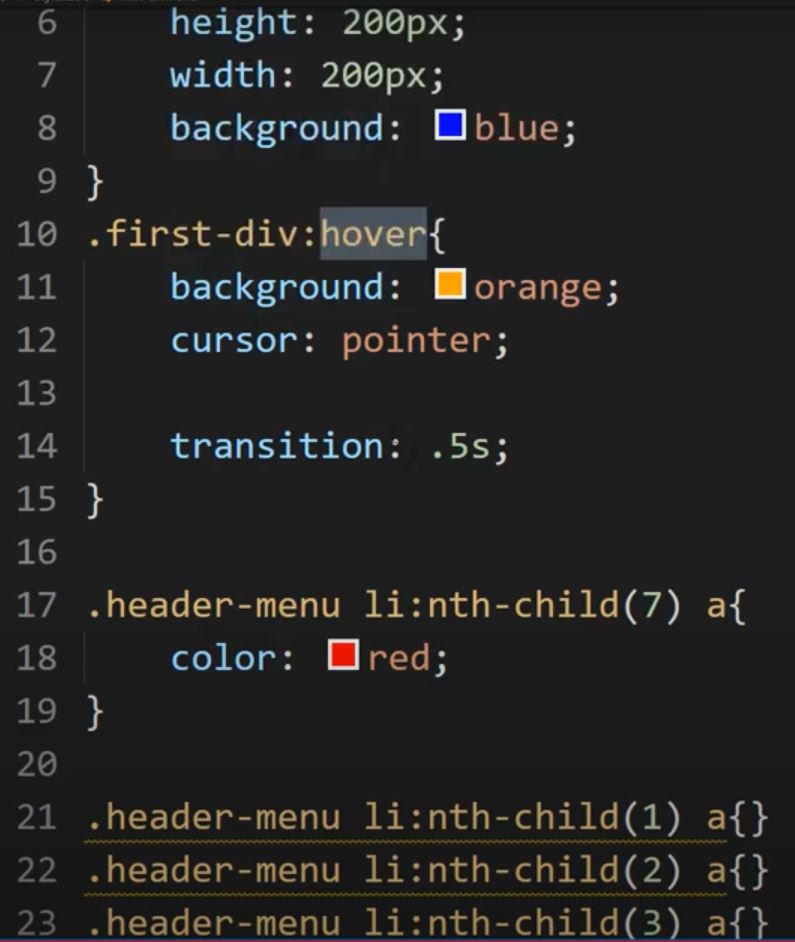 6 height: 200px;
7 width: 200px;
8 background: blue;
9 }
10 .first-div:hover{
11 background: orange;
12 cursor: pointer;
13
14 transition: .5s;
15 }
16
17 .header-menu li:nth-child(7) a{
18 color: red;
19 }
20
21 .header-menu li:nth-child(1) a{}
22 .header-menu li:nth-child(2) a{}
23 .header-menu li:nth-child(3) a{}